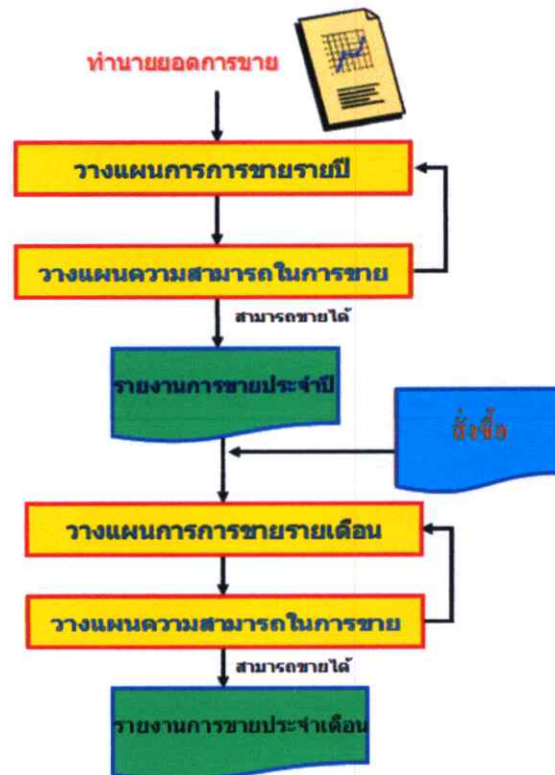 ทำนายยอดการขาย
วางแผนการการขายรายปี
วางแผนความสามารถในการขาย
สามารถขายได้
รายงานการขายประจำปี
สั่งซื้อ
วางแผนการการขายรายเดือน
วางแผนความสามารถในการขาย
สามารถขายได้
รายงานการขายประจำเดือน